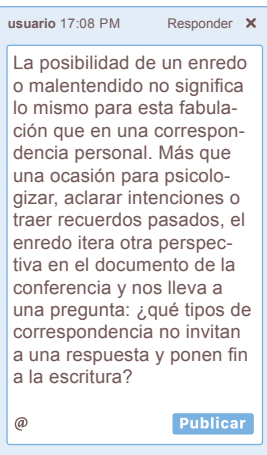 usuario 17:08 PM Responder ×
La posibilidad de un enredo
o malentendido no significa
lo mismo para esta fabula-
ción que en una correspon-
dencia personal. Más que
una ocasión para psicolo-
gizar, aclarar intenciones o
traer recuerdos pasados, el
enredo itera otra perspec-
tiva en el documento de la
conferencia y nos lleva a
una pregunta: ¿qué tipos de
correspondencia no invitan
a una respuesta y ponen fin
a la escritura?
@ Publicar